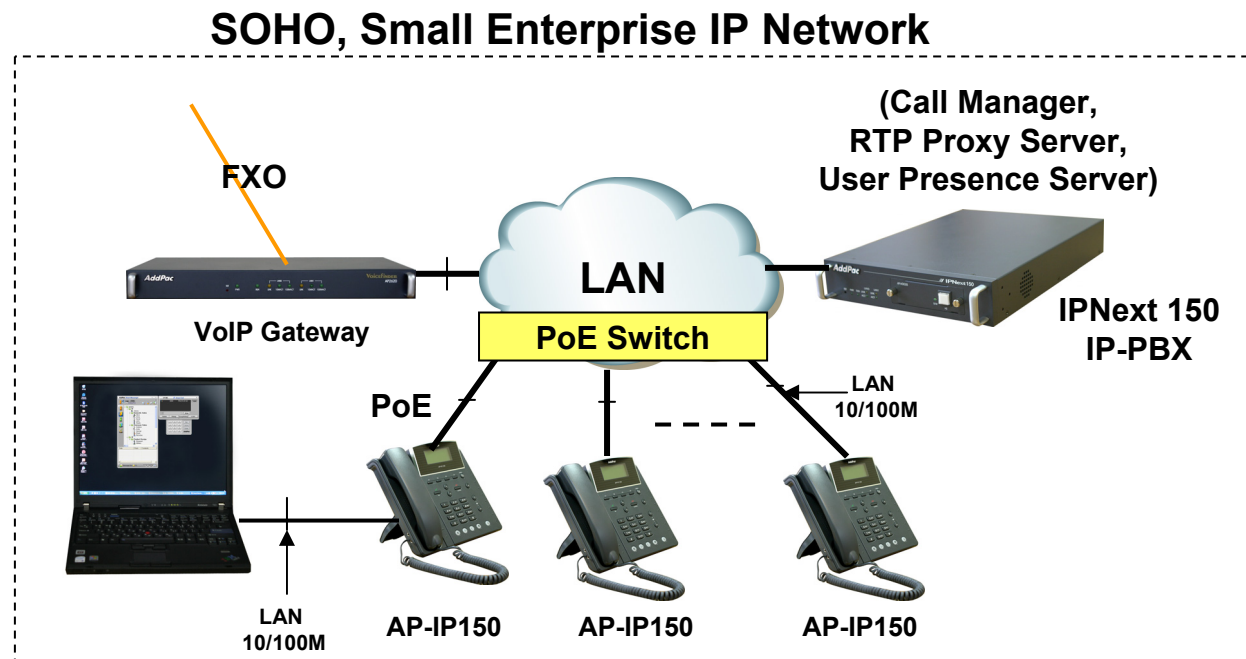 SOHO, Small Enterprise IP Network
(Call Manager,
RTP Proxy Server,
User Presence Server)
FXO
AddPac
VoiceFinder
LAN
AddPac
IPNext150
VoIP Gateway
PoE Switch
IPNext 150
IP-PBX
PoE
LAN
10/100M
LAN
10/100M
AP-IP150
AP-IP150
AP-IP150